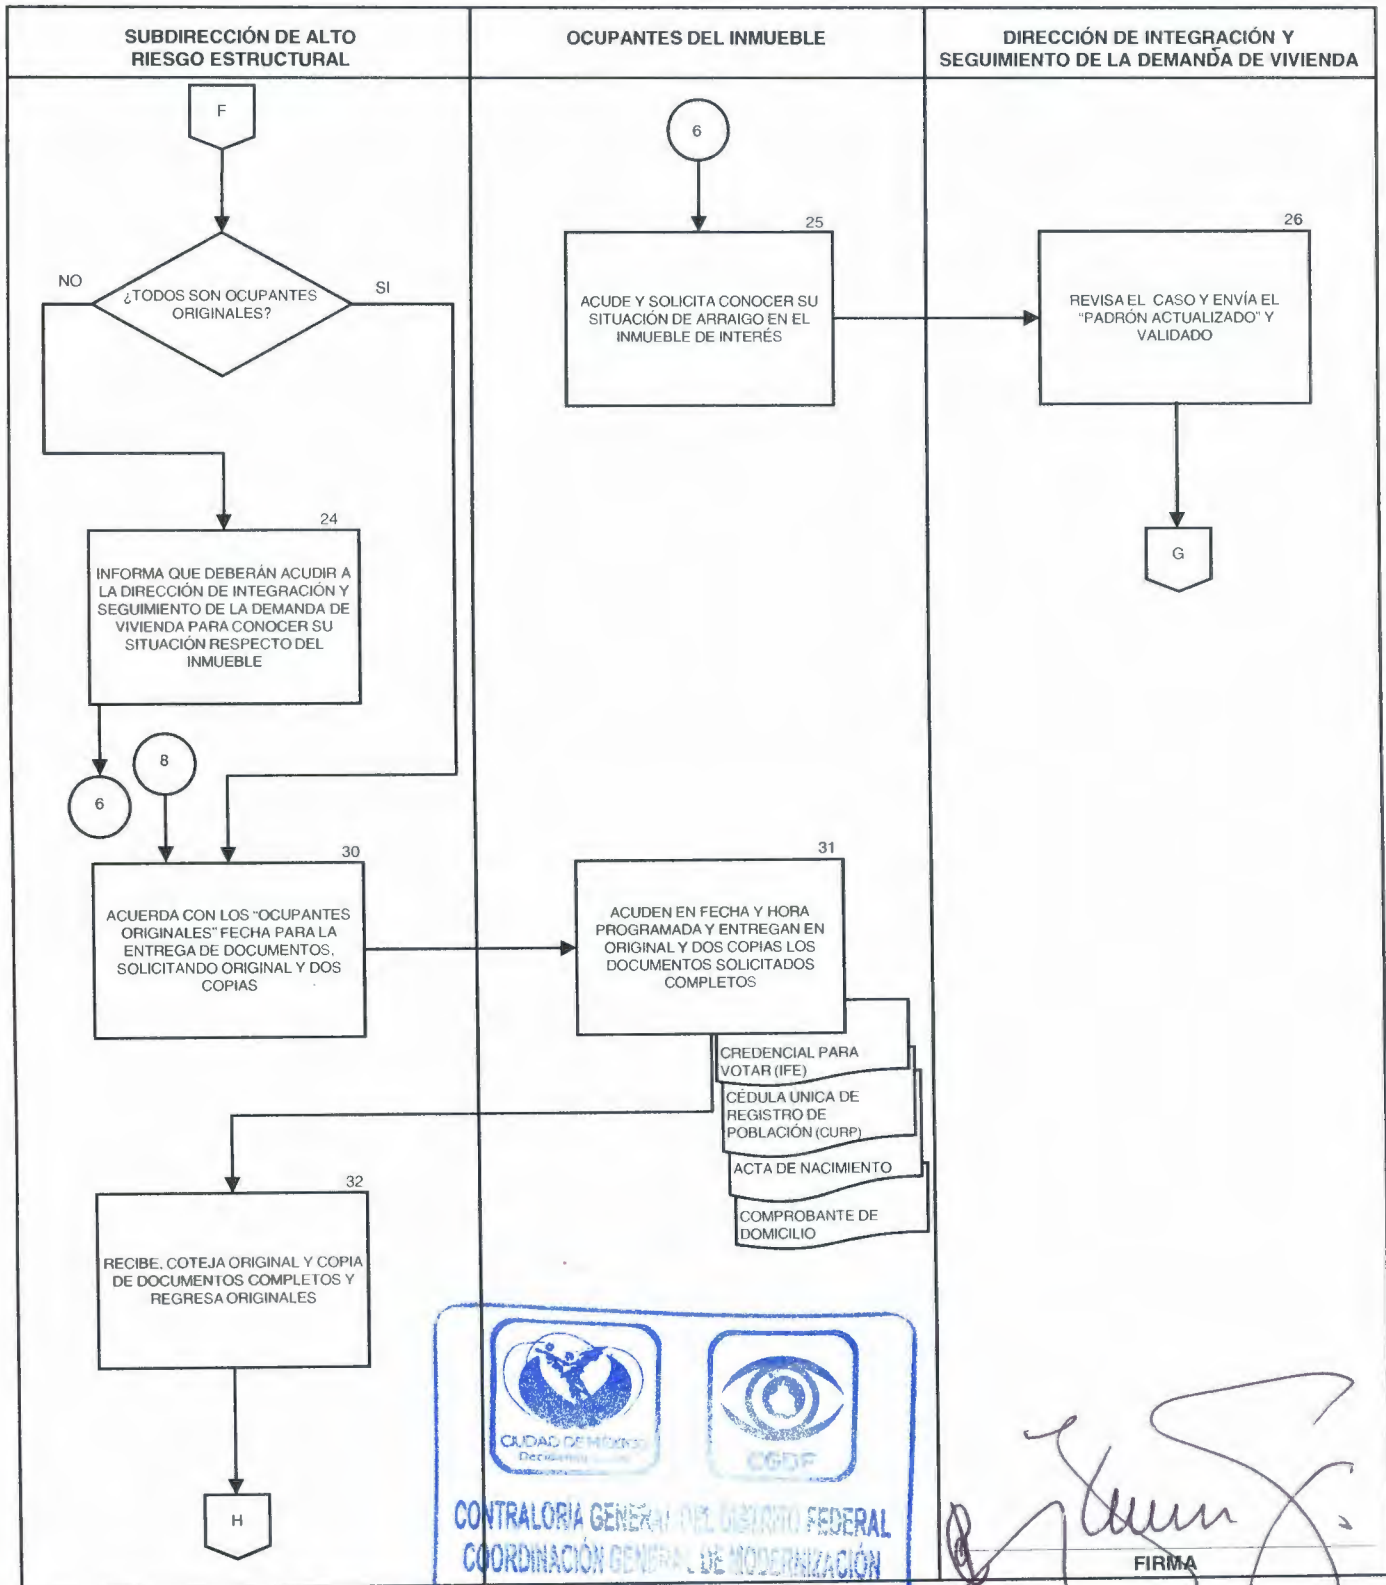 SUBDIRECCIÓN DE ALTO
RIESGO ESTRUCTURAL
OCUPANTES DEL INMUEBLE
DIRECCIÓN DE INTEGRACIÓN Y
SEGUIMIENTO DE LA DEMANDA DE VIVIENDA
F
¿TODOS SON OCUPANTES
ORIGINALES?
NO
SI
24
INFORMA QUE DEBERÁN ACUDIR A
LA DIRECCIÓN DE INTEGRACIÓN Y
SEGUIMIENTO DE LA DEMANDA DE
VIVIENDA PARA CONOCER SU
SITUACIÓN RESPECTO DEL
INMUEBLE
6
6
25
ACUDE Y SOLICITA CONOCER SU
SITUACIÓN DE ARRAIGO EN EL
INMUEBLE DE INTERÉS
26
REVISA EL CASO Y ENVÍA EL
"PADRÓN ACTUALIZADO" Y
VALIDADO
G
8
30
ACUERDA CON LOS "OCUPANTES
ORIGINALES" FECHA PARA LA
ENTREGA DE DOCUMENTOS,
SOLICITANDO ORIGINAL Y DOS
COPIAS
31
ACUDEN EN FECHA Y HORA
PROGRAMADA Y ENTREGAN EN
ORIGINAL Y DOS COPIAS LOS
DOCUMENTOS SOLICITADOS
COMPLETOS
CREDENCIAL PARA
VOTAR (IFE)
CÉDULA UNICA DE
REGISTRO DE
POBLACIÓN (CURP)
ACTA DE NACIMIENTO
COMPROBANTE DE
DOMICILIO
32
RECIBE, COTEJA ORIGINAL Y COPIA
DE DOCUMENTOS COMPLETOS Y
REGRESA ORIGINALES
H
CIUDAD DE MÉXICO
CGDF
CONTRALORÍA GENERAL DEL DISTRITO FEDERAL
COORDINACIÓN GENERAL DE MODERNIZACIÓN
FIRMA